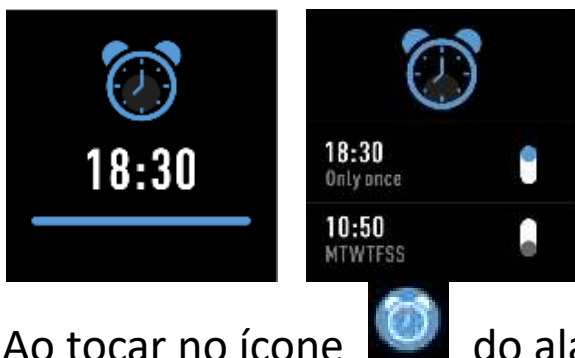 18:30
18:30
Only once
10:50
MTWTFSS
Ao tocar no ícone do ala